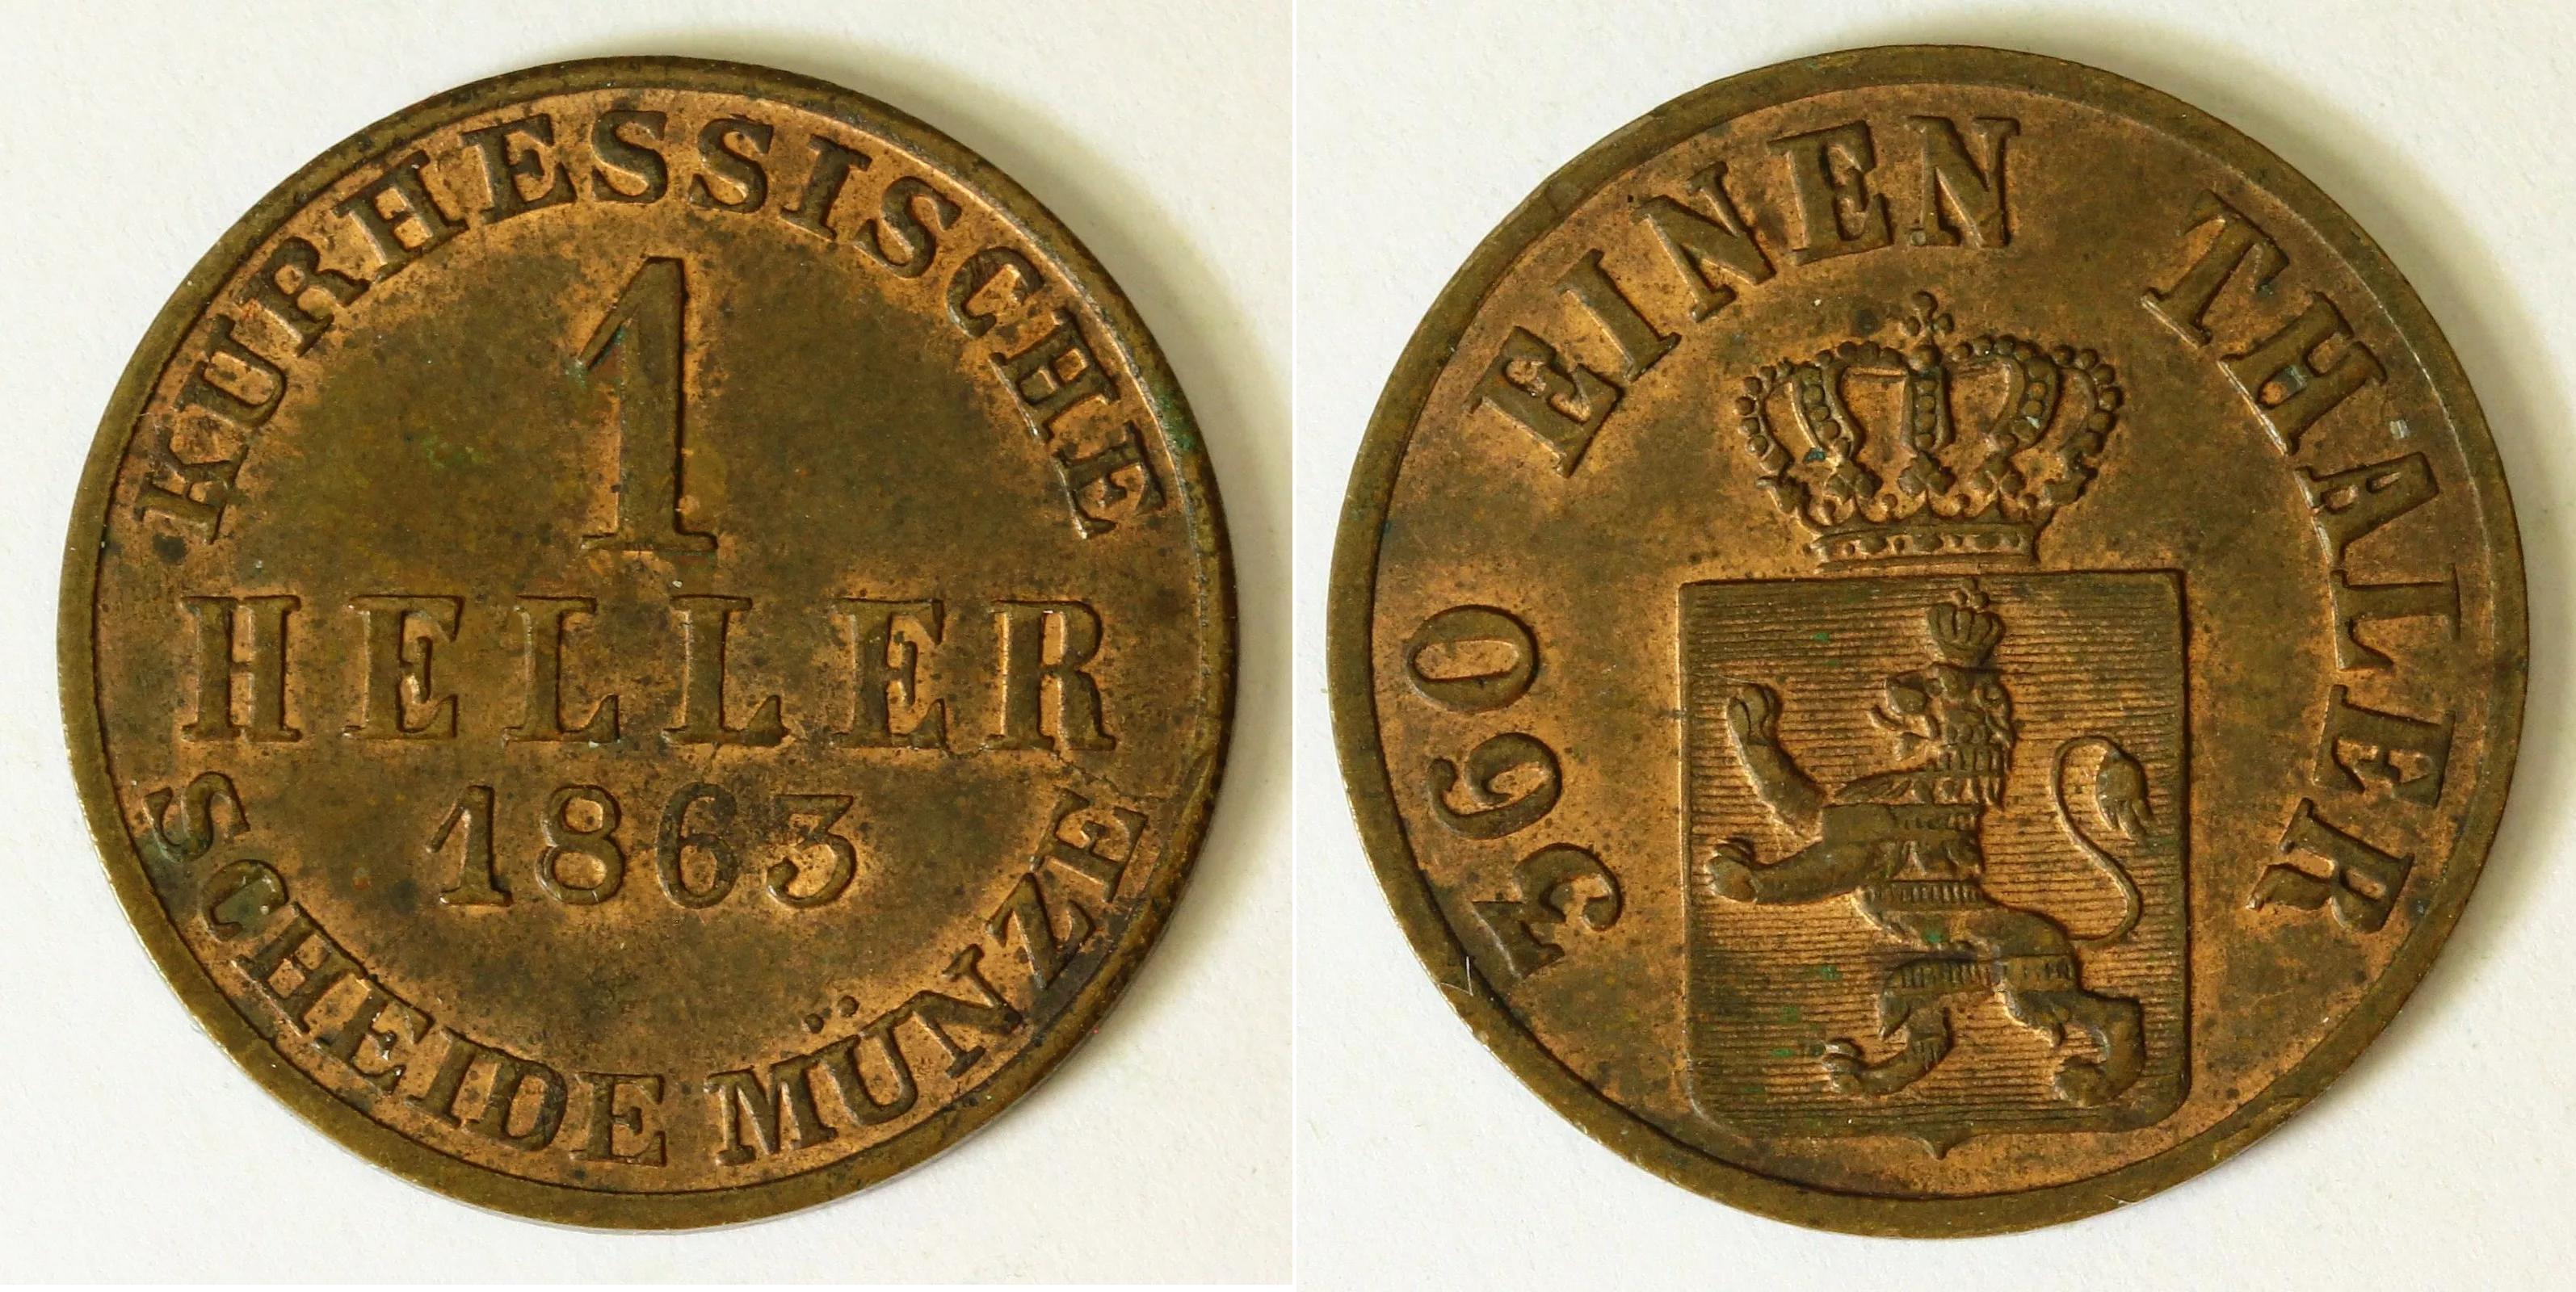 KURHESSISCHE
1
HELLER
1863
SCHEIDE MÜNZE
360 EINEN THALER